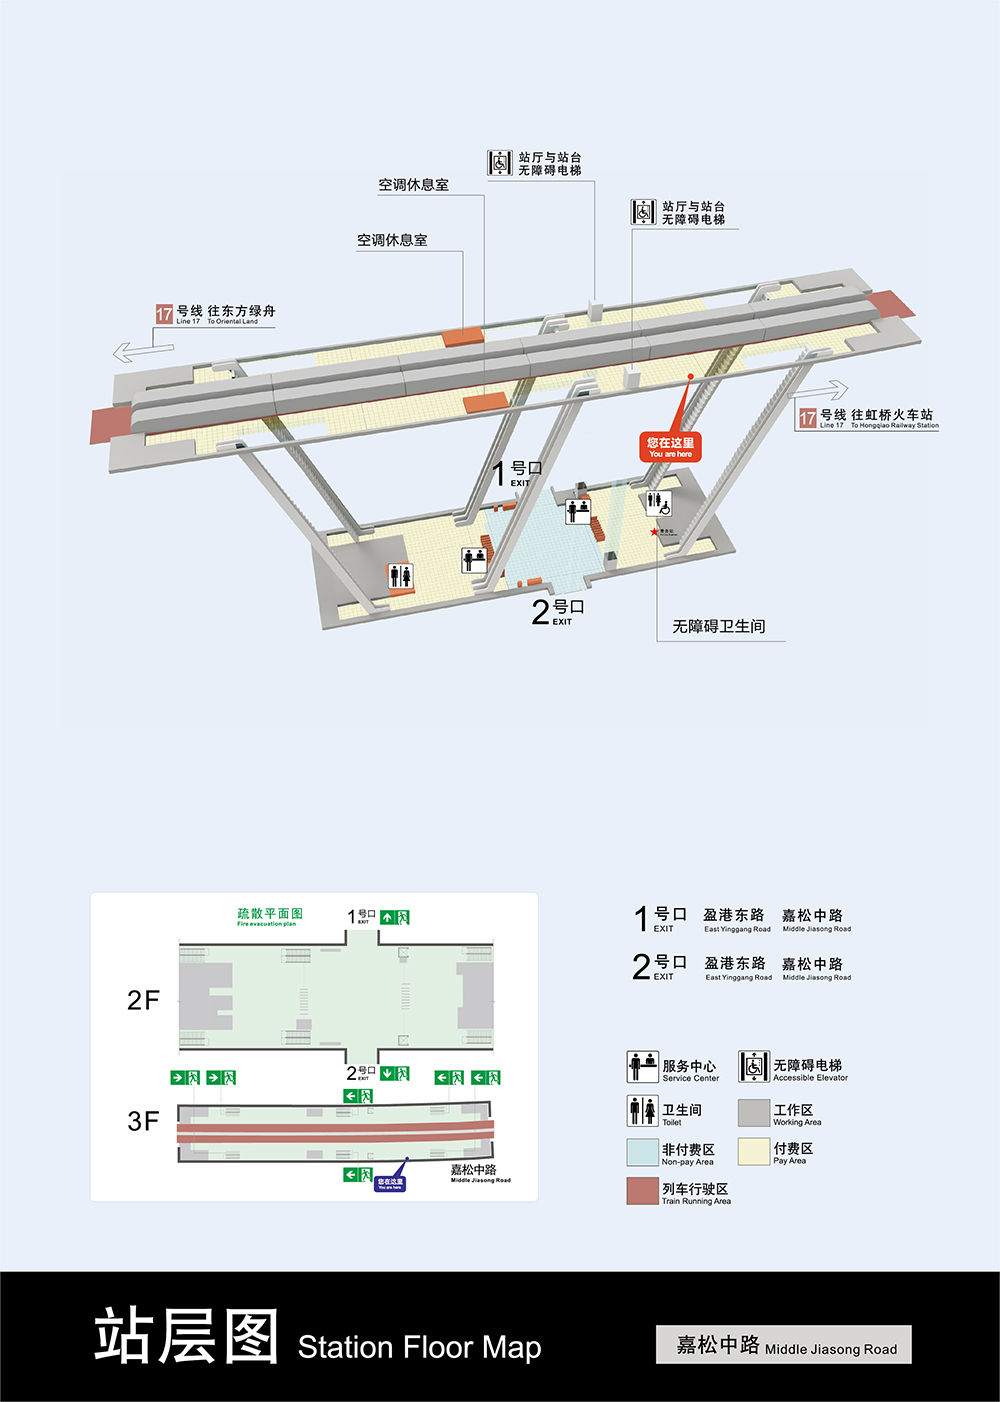 站厅与站台
无障碍电梯
空调休息室
站厅与站台
无障碍电梯
空调休息室
17 号线 往东方绿舟
Line 17 To Oriental Land
17 号线 往虹桥火车站
Line 17 To Hongqiao Railway Station
您在这里
You are here
1 号口
EXIT
2 号口
EXIT
无障碍卫生间
疏散平面图
Fire evacuation plan
1 号口
EXIT
2F
2 号口
EXIT
3F
您在这里
You are here
嘉松中路
Middle Jiasong Road
1 号口 盈港东路 嘉松中路
EXIT East Yinggang Road Middle Jiasong Road
2 号口 盈港东路 嘉松中路
EXIT East Yinggang Road Middle Jiasong Road
服务中心
Service Center
无障碍电梯
Accessible Elevator
卫生间
Toilet
工作区
Working Area
非付费区
Non-pay Area
付费区
Pay Area
列车行驶区
Train Running Area
站层图 Station Floor Map
嘉松中路 Middle Jiasong Road